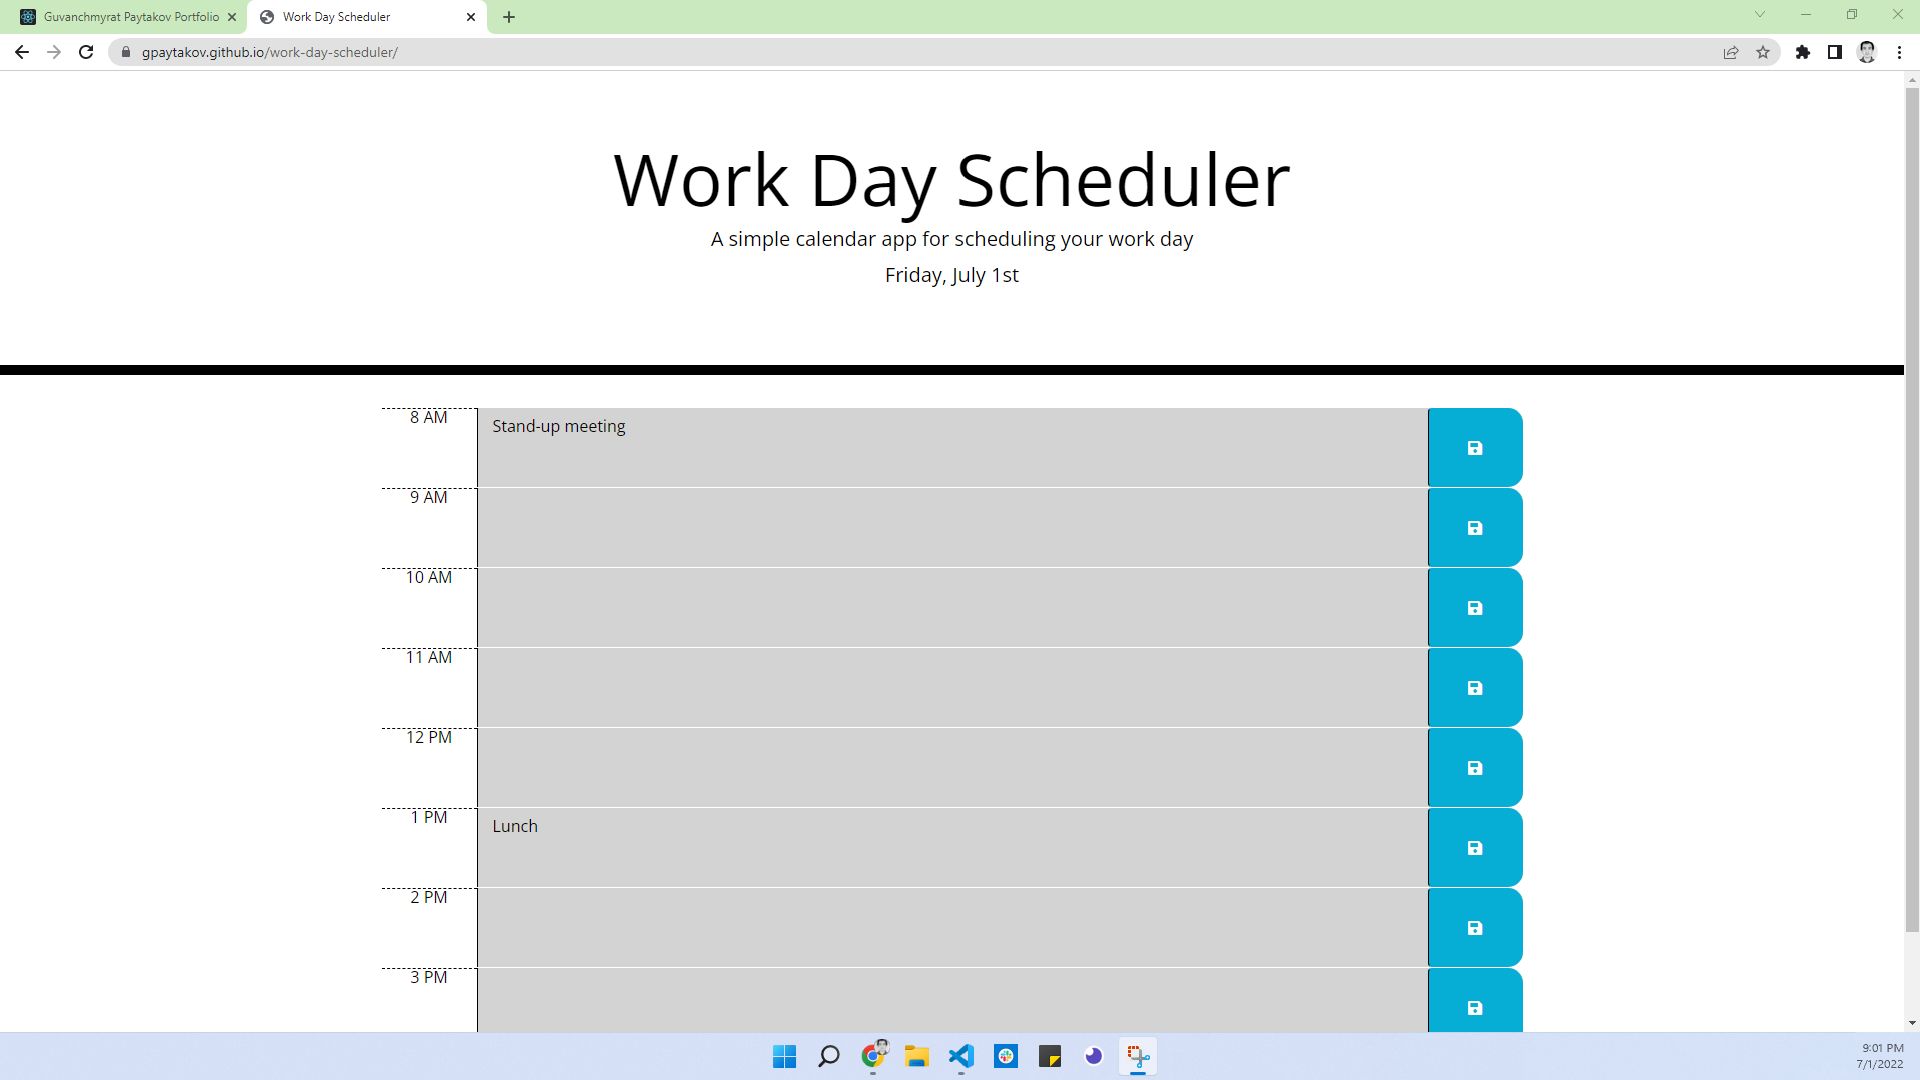 Guvanchmyrat Paytakov Portfolio
Work Day Scheduler
gpaytakov.github.io/work-day-scheduler/
Work Day Scheduler
A simple calendar app for scheduling your work day
Friday, July 1st
8 AM
Stand-up meeting
9 AM
10 AM
11 AM
12 PM
1 PM
Lunch
2 PM
3 PM
9:01 PM
7/1/2022